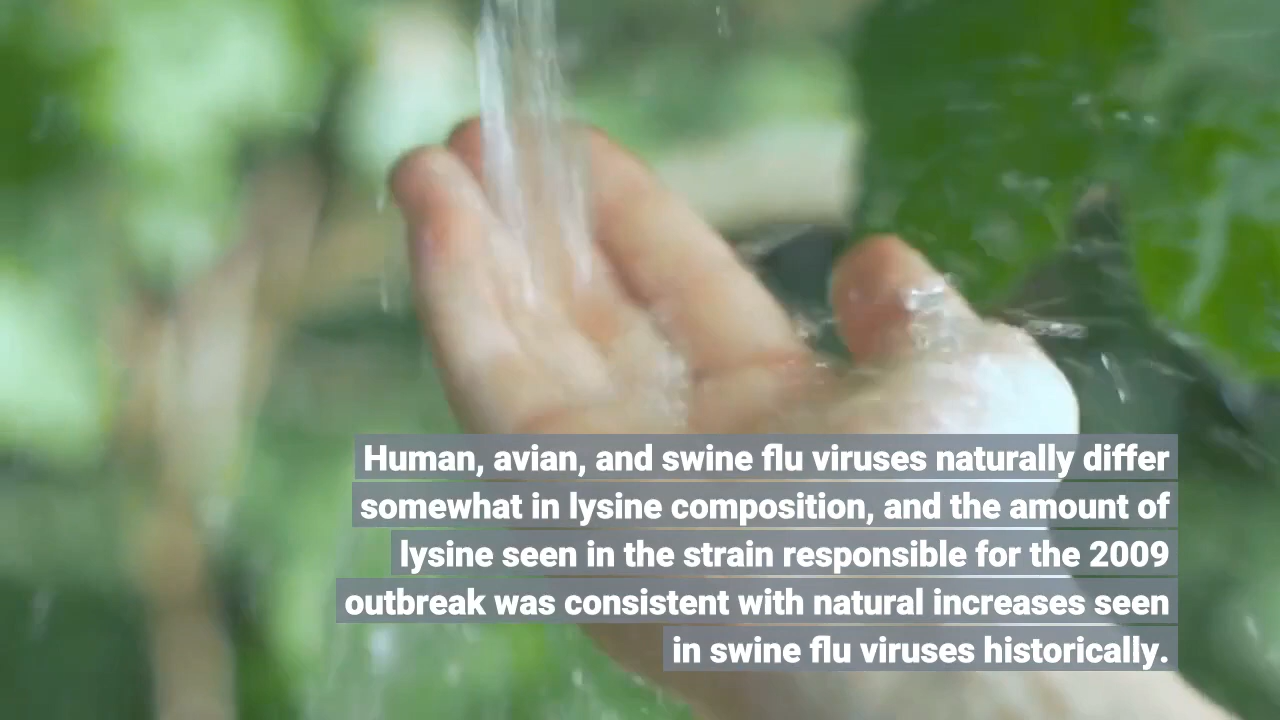 Human, avian, and swine flu viruses naturally differ
somewhat in lysine composition, and the amount of
lysine seen in the strain responsible for the 2009
outbreak was consistent with natural increases seen
in swine flu viruses historically.